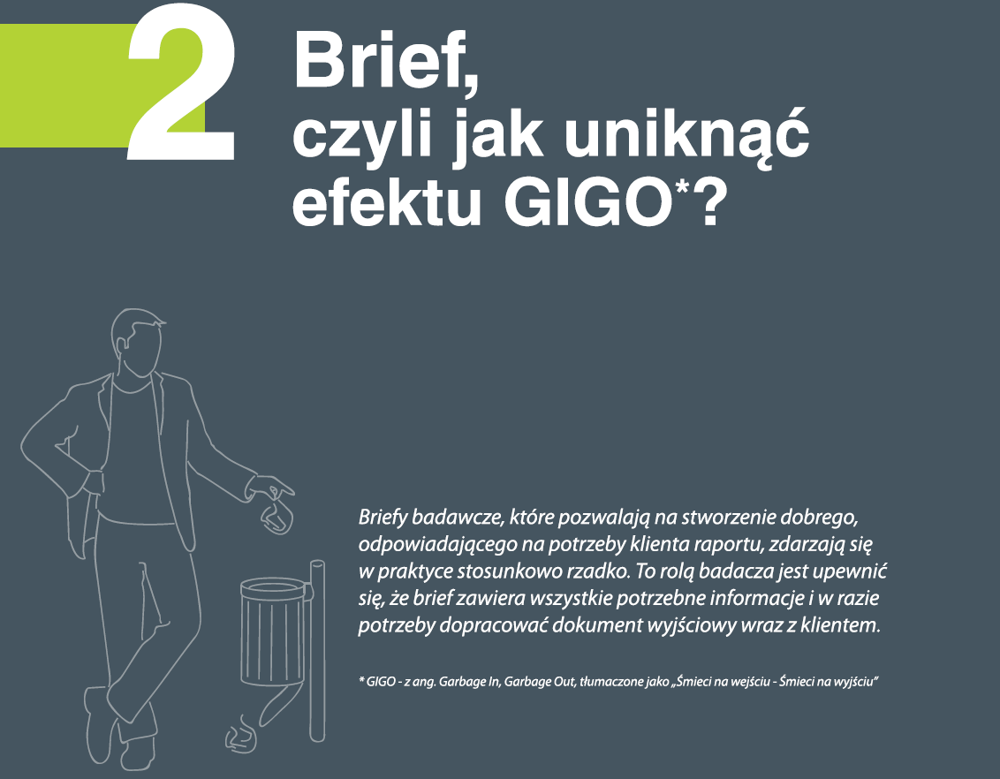 2
Brief,
czyli jak uniknąć
efektu GIGO*?
Briefy badawcze, które pozwalają na stworzenie dobrego,
odpowiadającego na potrzeby klienta raportu, zdarzają się
w praktyce stosunkowo rzadko. To rolą badacza jest upewnić
się, że brief zawiera wszystkie potrzebne informacje i w razie
potrzeby dopracować dokument wyjściowy wraz z klientem.
* GIGO - z ang. Garbage In, Garbage Out, tłumaczone jako „Śmieci na wejściu - Śmieci na wyjściu”